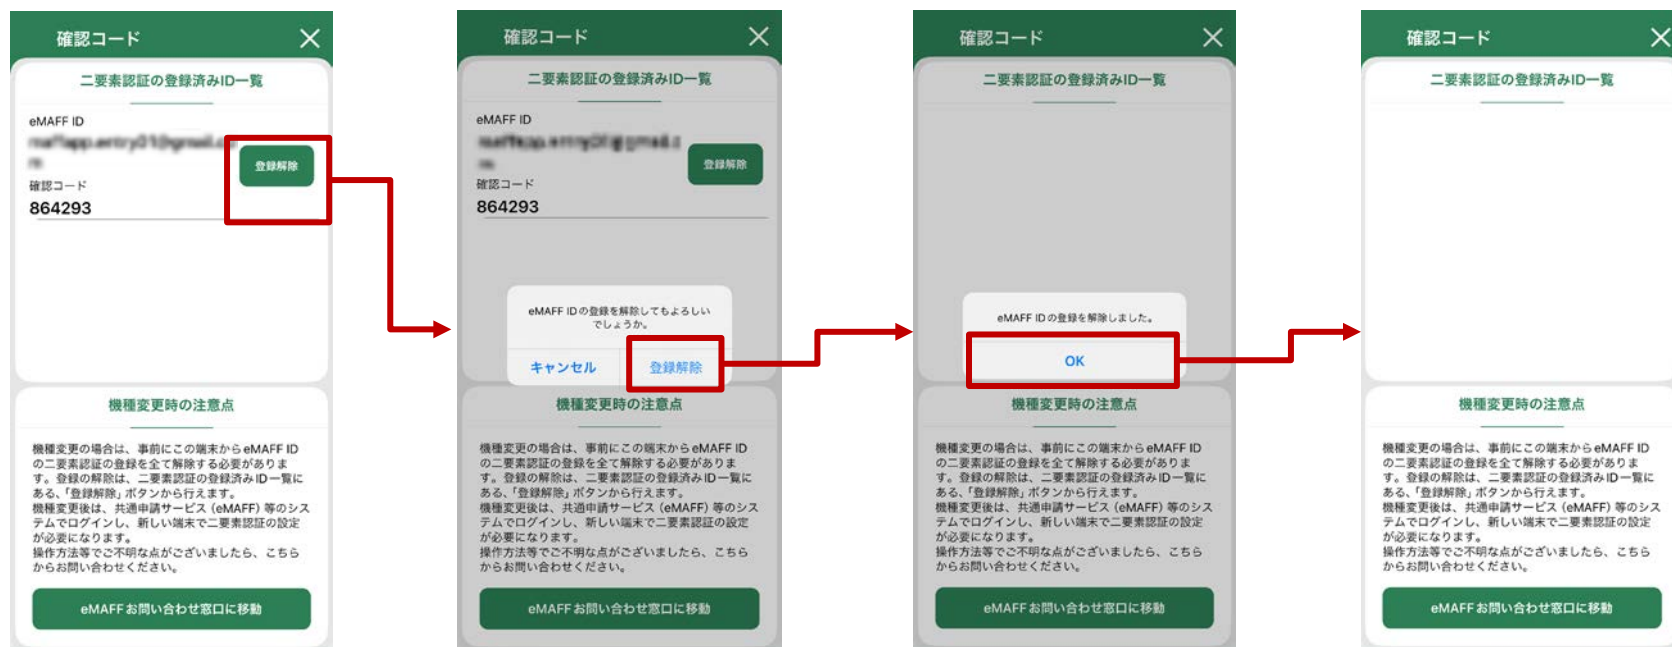 確認コード
二要素認証の登録済みID一覧
eMAFF ID
登録解除
確認コード
864293
機種変更時の注意点
機種変更の場合は、事前にこの端末からeMAFF ID
の二要素認証の登録を全て解除する必要がありま
す。登録の解除は、二要素認証の登録済みID一覧に
ある、「登録解除」ボタンから行えます。
機種変更後は、共通申請サービス（eMAFF）等のシス
テムでログインし、新しい端末で二要素認証の設定
が必要になります。
操作方法等でご不明な点がございましたら、こちら
からお問い合わせください。
eMAFFお問い合わせ窓口に移動
確認コード
二要素認証の登録済みID一覧
eMAFF ID
登録解除
確認コード
864293
eMAFF IDの登録を解除してもよろしい
でしょうか。
キャンセル
登録解除
機種変更時の注意点
機種変更の場合は、事前にこの端末からeMAFF ID
の二要素認証の登録を全て解除する必要がありま
す。登録の解除は、二要素認証の登録済みID一覧に
ある、「登録解除」ボタンから行えます。
機種変更後は、共通申請サービス（eMAFF）等のシス
テムでログインし、新しい端末で二要素認証の設定
が必要になります。
操作方法等でご不明な点がございましたら、こちら
からお問い合わせください。
eMAFFお問い合わせ窓口に移動
確認コード
二要素認証の登録済みID一覧
eMAFF IDの登録を解除しました。
OK
機種変更時の注意点
機種変更の場合は、事前にこの端末からeMAFF ID
の二要素認証の登録を全て解除する必要がありま
す。登録の解除は、二要素認証の登録済みID一覧に
ある、「登録解除」ボタンから行えます。
機種変更後は、共通申請サービス（eMAFF）等のシス
テムでログインし、新しい端末で二要素認証の設定
が必要になります。
操作方法等でご不明な点がございましたら、こちら
からお問い合わせください。
eMAFFお問い合わせ窓口に移動
確認コード
二要素認証の登録済みID一覧
機種変更時の注意点
機種変更の場合は、事前にこの端末からeMAFF ID
の二要素認証の登録を全て解除する必要がありま
す。登録の解除は、二要素認証の登録済みID一覧に
ある、「登録解除」ボタンから行えます。
機種変更後は、共通申請サービス（eMAFF）等のシス
テムでログインし、新しい端末で二要素認証の設定
が必要になります。
操作方法等でご不明な点がございましたら、こちら
からお問い合わせください。
eMAFFお問い合わせ窓口に移動